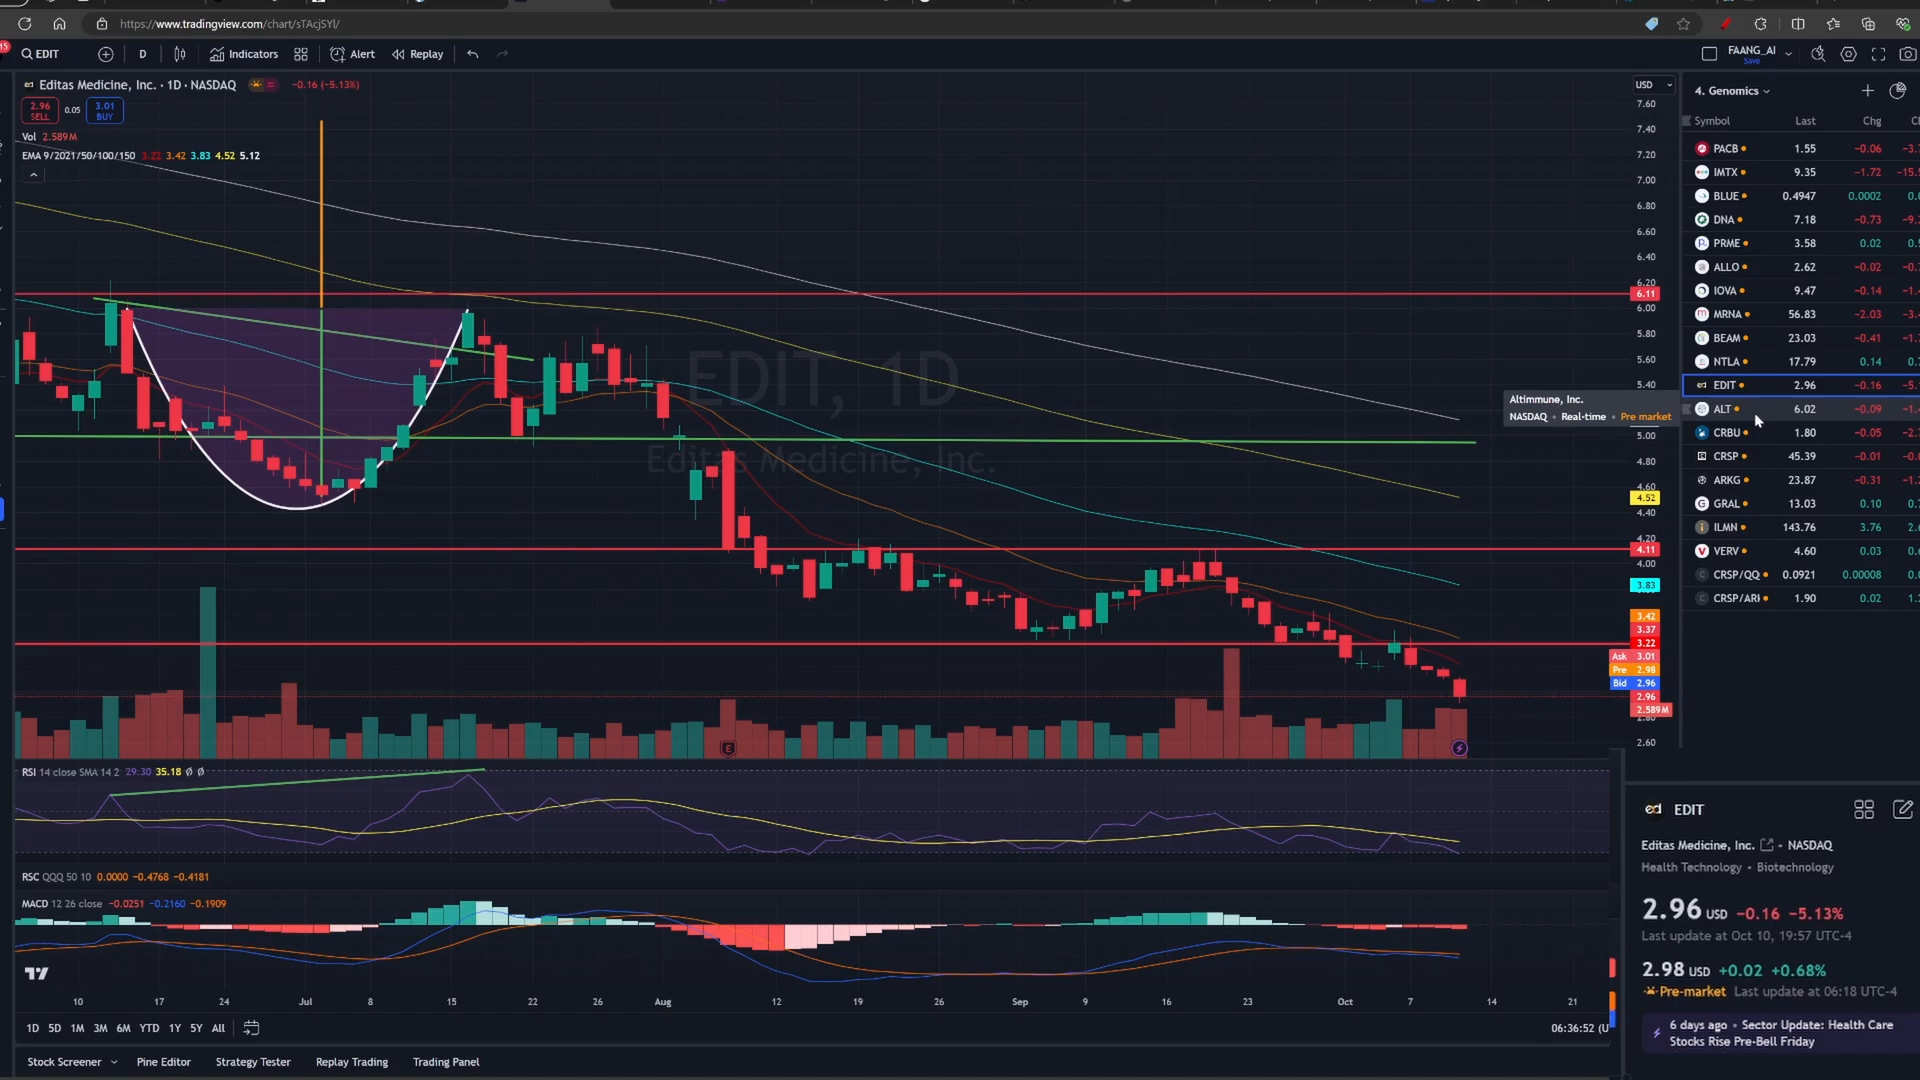 https://www.tradingview.com/chart/sTAcjSYl/
15
EDIT
D
Indicators
Alert
Replay
FAANG_AI
Save
Editas Medicine, Inc. · 1D · NASDAQ
−0.16 (−5.13%)
2.96
SELL
0.05
3.01
BUY
Vol 2.589M
EMA 9/2021/50/100/150 3.22 3.42 3.83 4.52 5.12
EDIT, 1D
Editas Medicine, Inc.
USD
7.60
7.40
7.20
7.00
6.80
6.60
6.40
6.20
6.11
6.00
5.80
5.60
5.40
5.00
4.80
4.60
4.52
4.40
4.20
4.11
4.00
3.83
3.42
3.37
3.22
Ask 3.01
Pre 2.98
Bid 2.96
2.96
2.589M
2.80
2.60
Altimmune, Inc.
NASDAQ • Real-time • Pre market
E
RSI 14 close SMA 14 2 29.30 35.18 Ø Ø
RSC QQQ 50 10 0.0000 −0.4768 −0.4181
MACD 12 26 close −0.0251 −0.2160 −0.1909
10 17 24 Jul 8 15 22 26 Aug 12 19 26 Sep 9 16 23 Oct 7 14 21
1D 5D 1M 3M 6M YTD 1Y 5Y All
06:36:52 (U
Stock Screener
Pine Editor
Strategy Tester
Replay Trading
Trading Panel
4. Genomics
Symbol Last Chg
PACB 1.55 −0.06
IMTX 9.35 −1.72
BLUE 0.4947 0.0002
DNA 7.18 −0.73
PRME 3.58 0.02
ALLO 2.62 −0.02
IOVA 9.47 −0.14
MRNA 56.83 −2.03
BEAM 23.03 −0.41
NTLA 17.79 0.14
EDIT 2.96 −0.16
ALT 6.02 −0.09
CRBU 1.80 −0.05
CRSP 45.39 −0.01
ARKG 23.87 −0.31
GRAL 13.03 0.10
ILMN 143.76 3.76
VERV 4.60 0.03
CRSP/QQ 0.0921 0.00008
CRSP/ARI 1.90 0.02
ed EDIT
Editas Medicine, Inc. • NASDAQ
Health Technology • Biotechnology
2.96 USD −0.16 −5.13%
Last update at Oct 10, 19:57 UTC-4
2.98 USD +0.02 +0.68%
Pre-market Last update at 06:18 UTC-4
6 days ago • Sector Update: Health Care
Stocks Rise Pre-Bell Friday